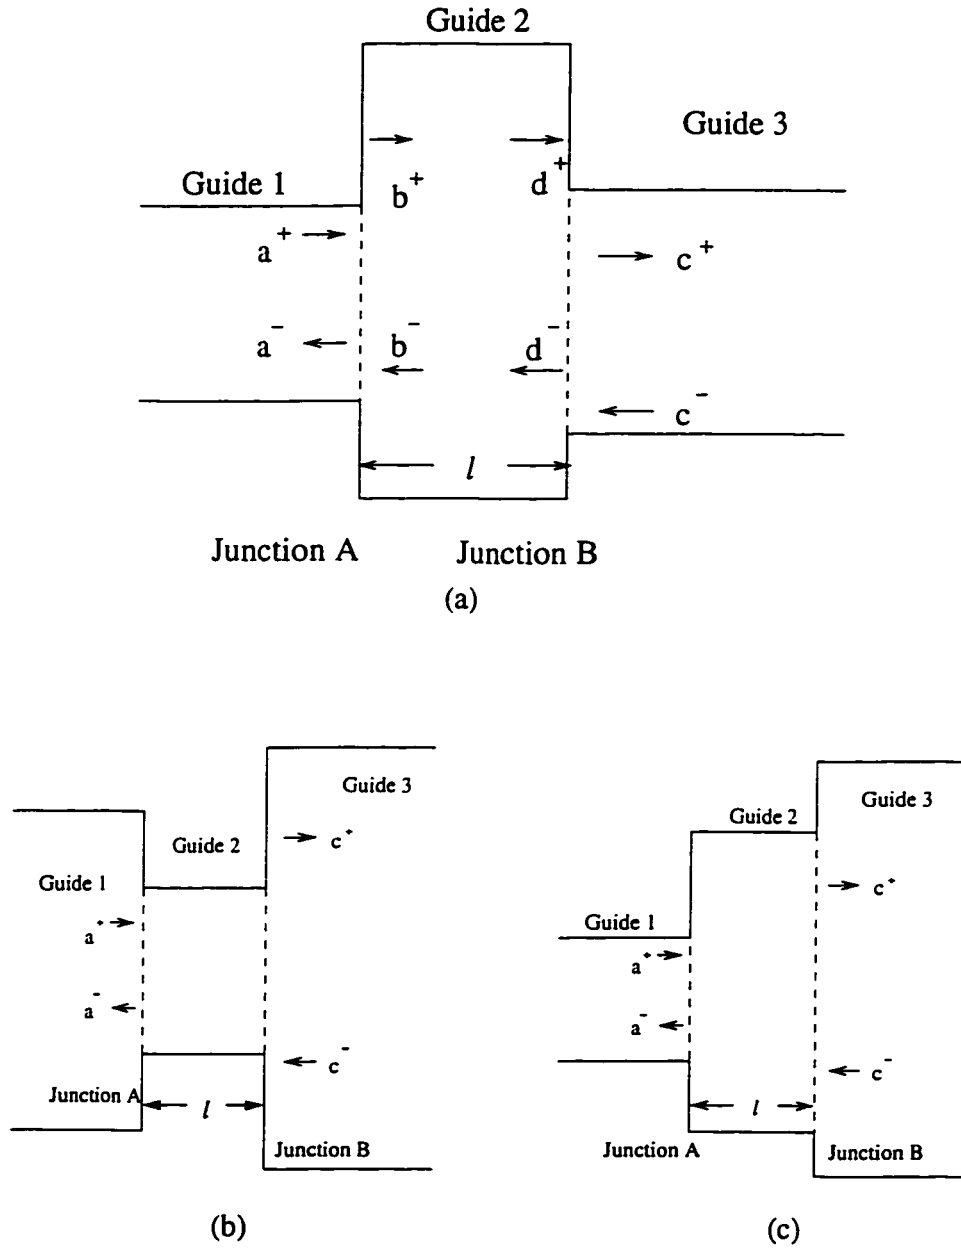 Guide 2
Guide 3
Guide 1
b+ d+
a+ c+
a- b- d-
c-
l
Junction A Junction B
(a)
Guide 3
c+
Guide 2
Guide 1
a+
a-
c-
Junction A
l
Junction B
(b)
Guide 3
Guide 2
c+
Guide 1
a+
a-
c-
l
Junction A Junction B
(c)